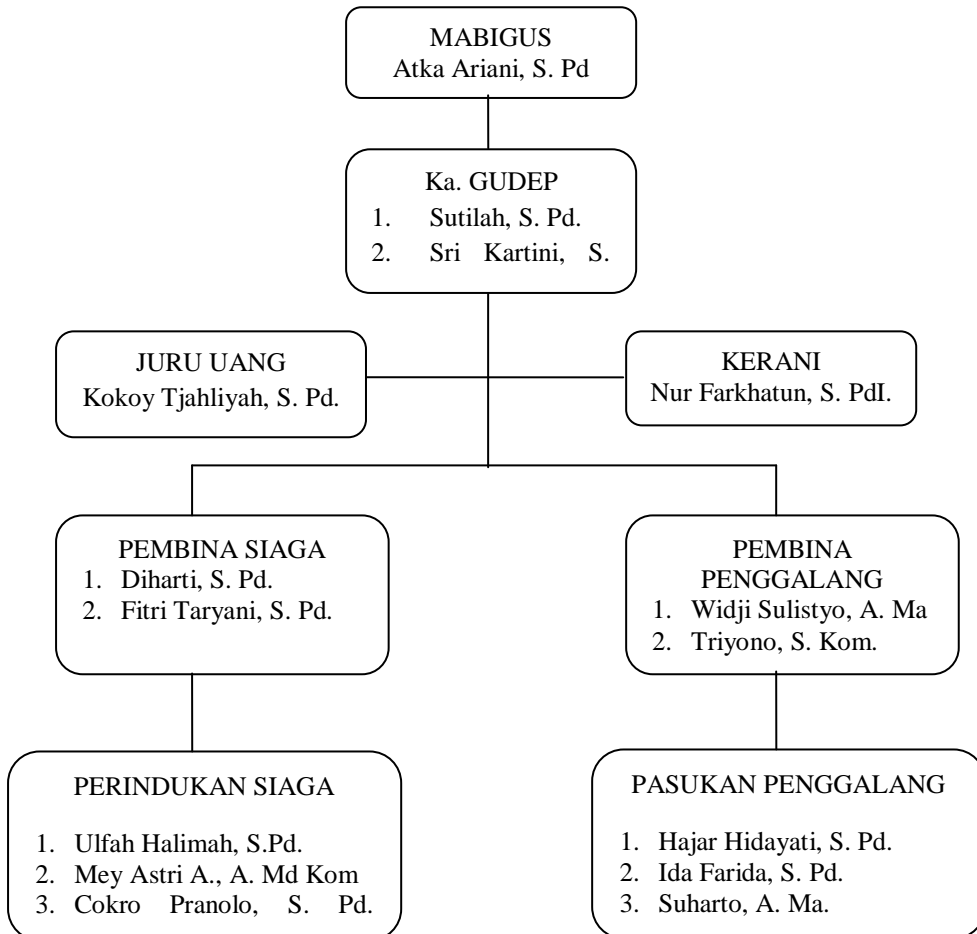 MABIGUS
Atka Ariani, S. Pd
Ka. GUDEP
1. Sutilah, S. Pd.
2. Sri Kartini, S.
JURU UANG
Kokoy Tjahliyah, S. Pd.
KERANI
Nur Farkhatun, S. PdI.
PEMBINA SIAGA
1. Diharti, S. Pd.
2. Fitri Taryani, S. Pd.
PEMBINA
PENGGALANG
1. Widji Sulistyo, A. Ma
2. Triyono, S. Kom.
PERINDUKAN SIAGA
1. Ulfah Halimah, S.Pd.
2. Mey Astri A., A. Md Kom
3. Cokro Pranolo, S. Pd.
PASUKAN PENGGALANG
1. Hajar Hidayati, S. Pd.
2. Ida Farida, S. Pd.
3. Suharto, A. Ma.